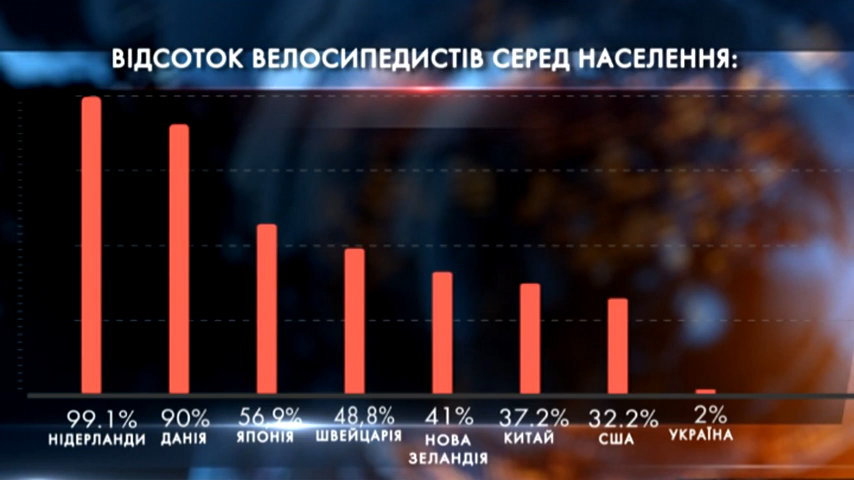 ВІДСОТОК ВЕЛОСИПЕДИСТІВ СЕРЕД НАСЕЛЕННЯ:
99.1% 90% 56,9% 48,8% 41% 37.2% 32.2% 2%
НІДЕРЛАНДИ ДАНІЯ ЯПОНІЯ ШВЕЙЦАРІЯ НОВА КИТАЙ США УКРАЇНА
ЗЕЛАНДІЯ